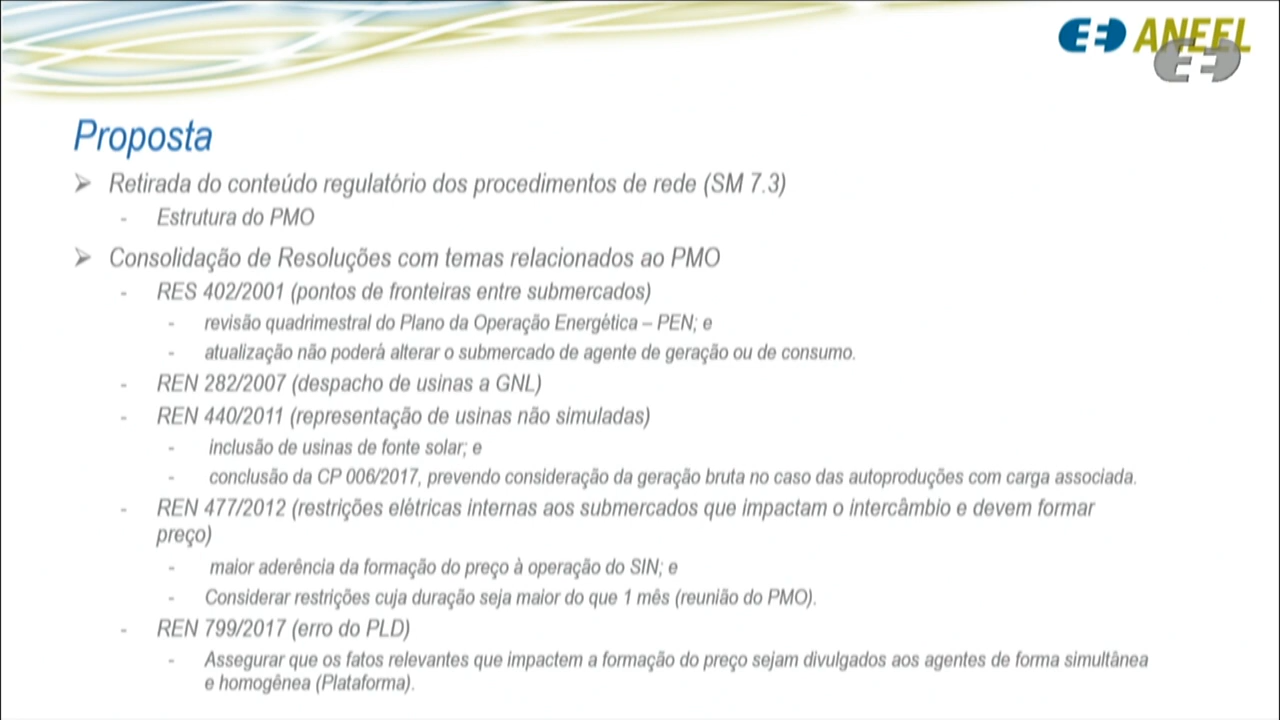 ANEEL
Proposta
➢ Retirada do conteúdo regulatório dos procedimentos de rede (SM 7.3)
- Estrutura do PMO
➢ Consolidação de Resoluções com temas relacionados ao PMO
- RES 402/2001 (pontos de fronteiras entre submercados)
- revisão quadrimestral do Plano da Operação Energética – PEN; e
- atualização não poderá alterar o submercado de agente de geração ou de consumo.
- REN 282/2007 (despacho de usinas a GNL)
- REN 440/2011 (representação de usinas não simuladas)
- inclusão de usinas de fonte solar; e
- conclusão da CP 006/2017, prevendo consideração da geração bruta no caso das autoproduções com carga associada.
- REN 477/2012 (restrições elétricas internas aos submercados que impactam o intercâmbio e devem formar
preço)
- maior aderência da formação do preço à operação do SIN; e
- Considerar restrições cuja duração seja maior do que 1 mês (reunião do PMO).
- REN 799/2017 (erro do PLD)
- Assegurar que os fatos relevantes que impactem a formação do preço sejam divulgados aos agentes de forma simultânea
e homogênea (Plataforma).